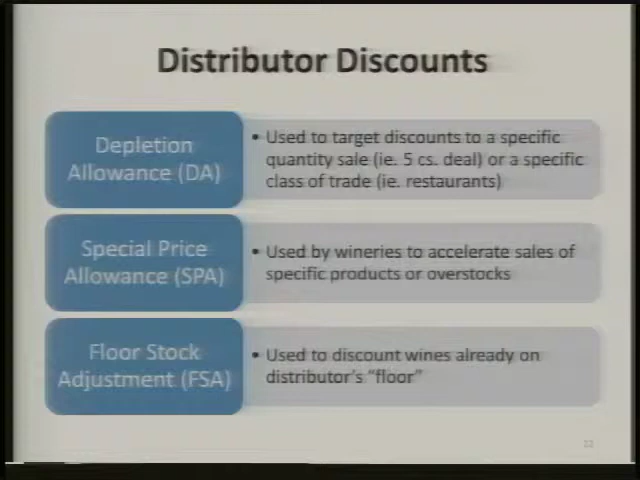 Distributor Discounts
Depletion
Allowance (DA)
• Used to target discounts to a specific
quantity sale (ie. 5 cs. deal) or a specific
class of trade (ie. restaurants)
Special Price
Allowance (SPA)
• Used by wineries to accelerate sales of
specific products or overstocks
Floor Stock
Adjustment (FSA)
• Used to discount wines already on
distributor's "floor"